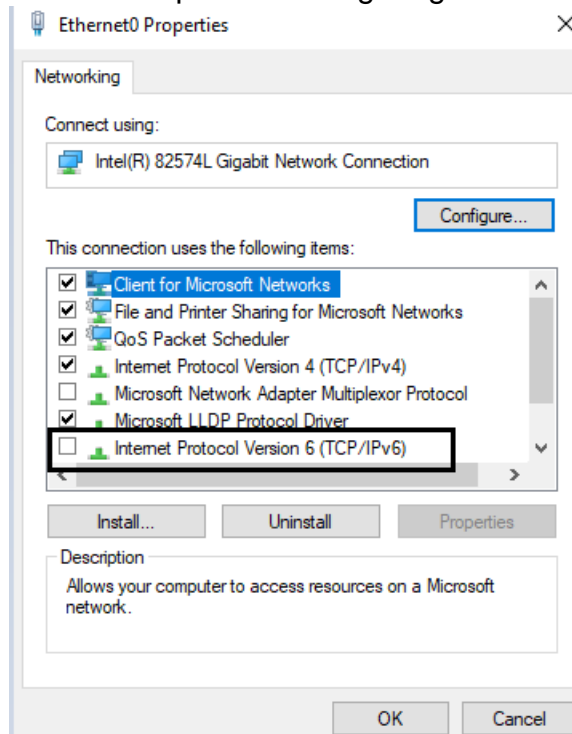 Ethernet0 Properties
Networking
Connect using:
Intel(R) 82574L Gigabit Network Connection
Configure...
This connection uses the following items:
Client for Microsoft Networks
File and Printer Sharing for Microsoft Networks
QoS Packet Scheduler
Internet Protocol Version 4 (TCP/IPv4)
Microsoft Network Adapter Multiplexor Protocol
Microsoft LLDP Protocol Driver
Internet Protocol Version 6 (TCP/IPv6)
Install...
Uninstall
Properties
Description
Allows your computer to access resources on a Microsoft
network.
OK
Cancel